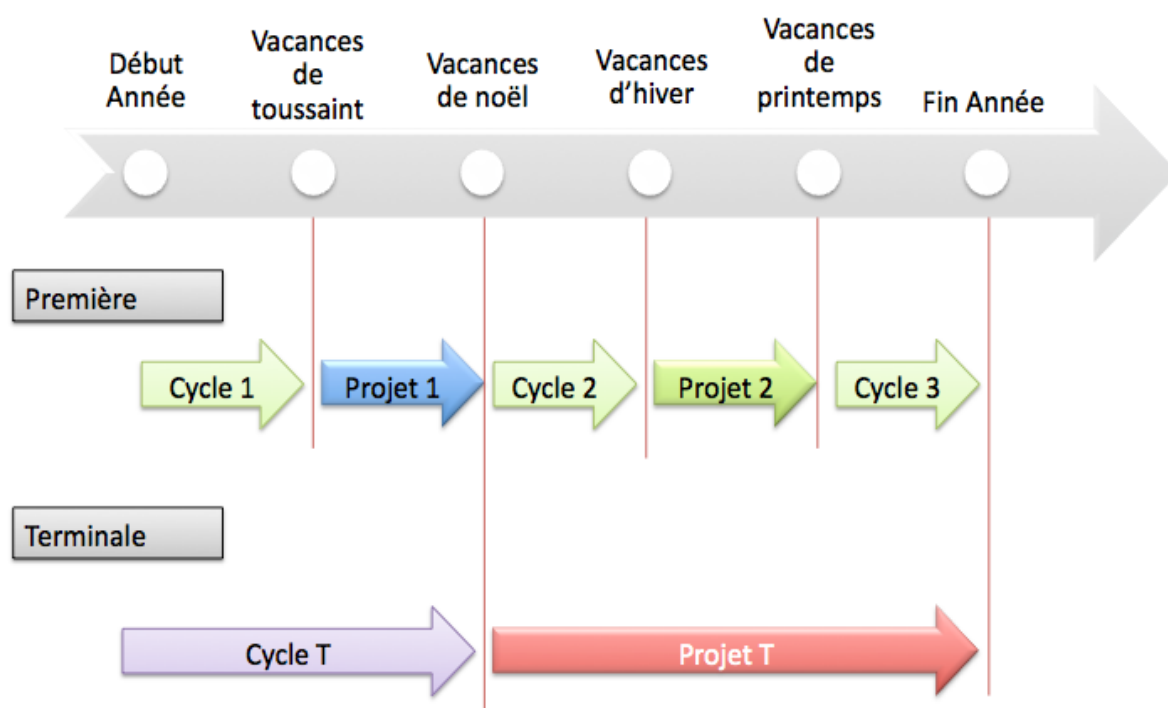 Début
Année
Vacances
de
toussaint
Vacances
de noël
Vacances
d’hiver
Vacances
de
printemps
Fin Année
Première
Cycle 1
Projet 1
Cycle 2
Projet 2
Cycle 3
Terminale
Cycle T
Projet T